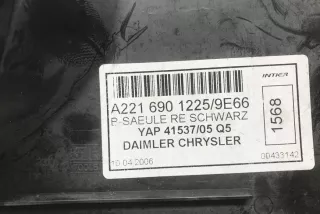 INTIER
A221 690 1225/9E66
B-SAEULE RE SCHWARZ
YAP 41537/05 Q5
DAIMLER CHRYSLER
1568
10.04.2006
00433142